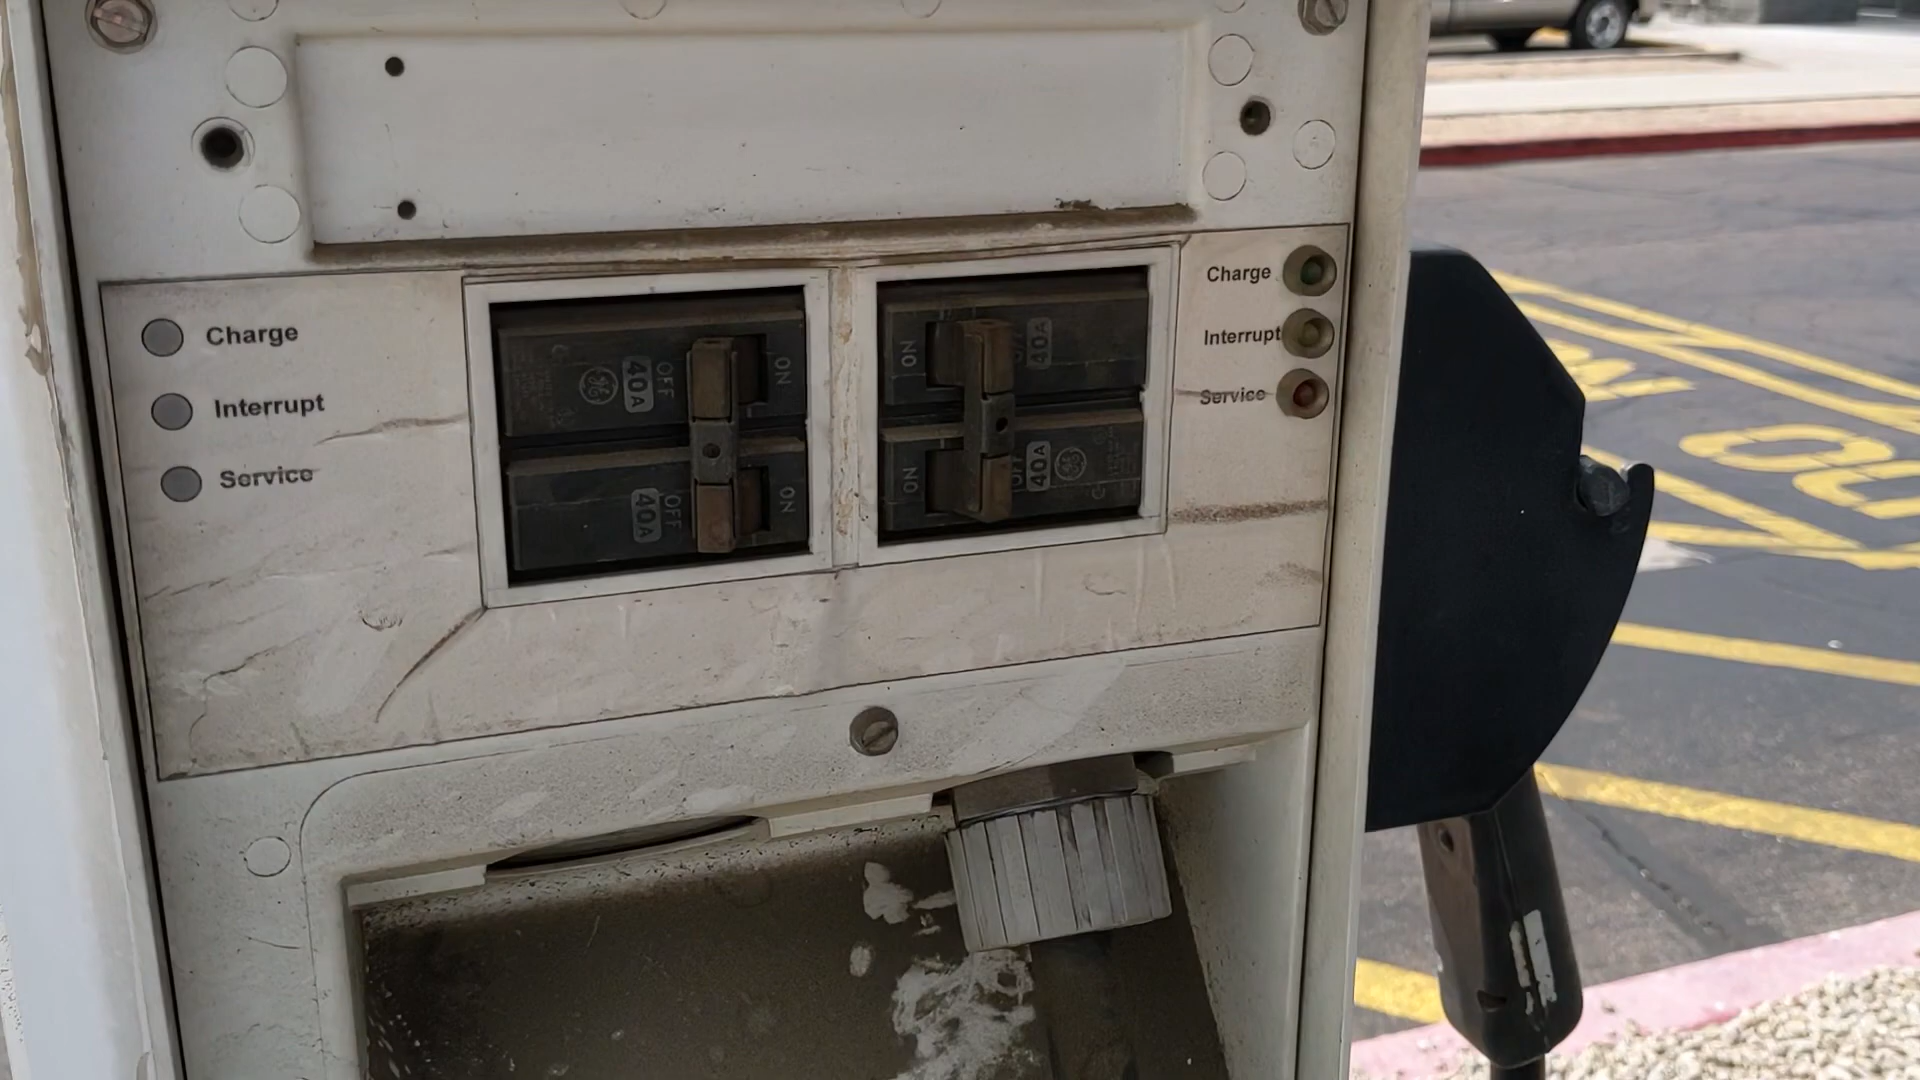 Charge
Interrupt
Service
40A
OFF
ON
40A
OFF
ON
ON
40A
ON
OFF
40A
Charge
Interrupt
Service